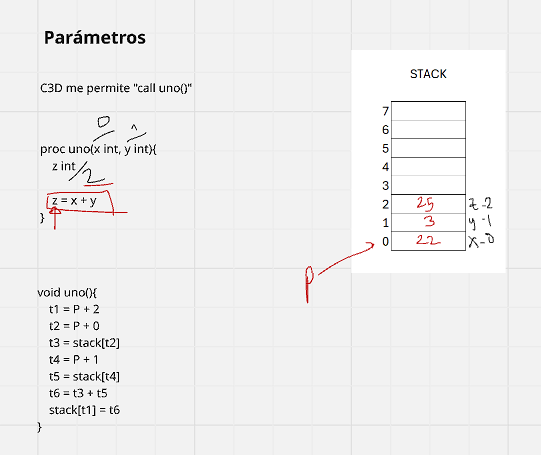 Parámetros
STACK
C3D me permite "call uno()"
0
proc uno(x int, y int){
z int
2
z = x + y
}
7
6
5
4
3
2 25 z-2
1 3 y-1
0 22 x-0
P
void uno(){
t1 = P + 2
t2 = P + 0
t3 = stack[t2]
t4 = P + 1
t5 = stack[t4]
t6 = t3 + t5
stack[t1] = t6
}